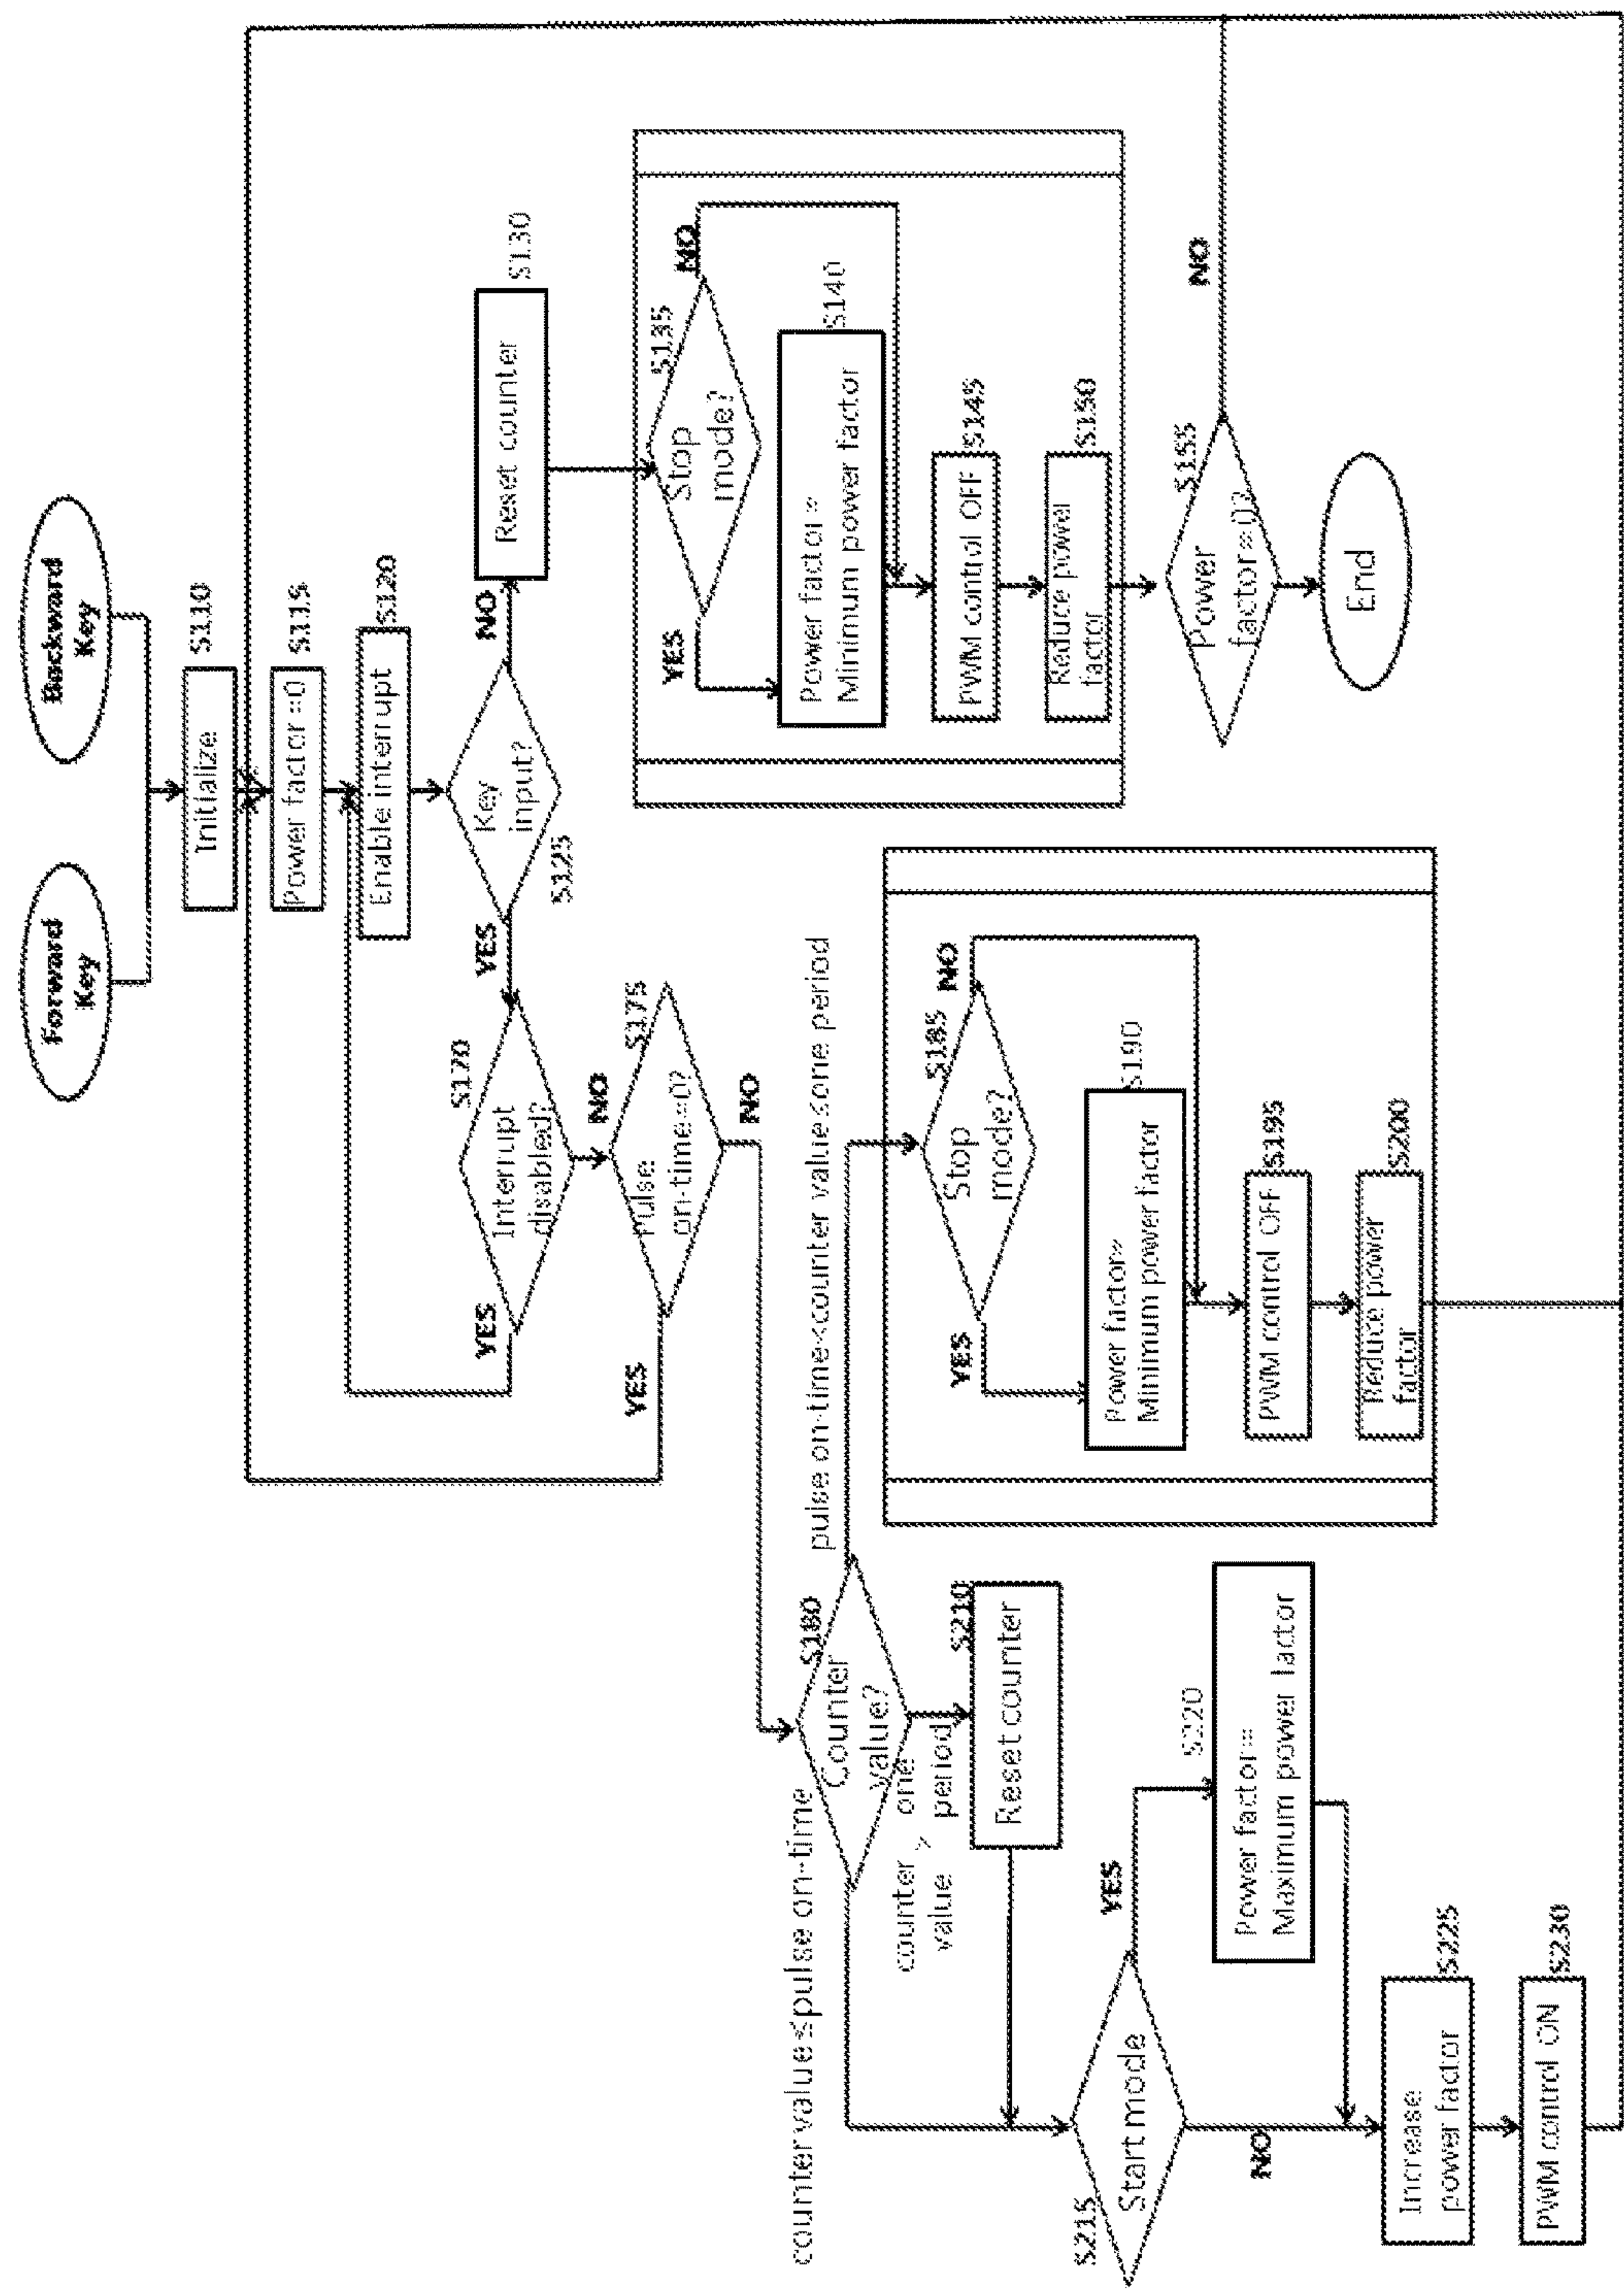 Forward
Key
Backward
Key
Initialize
S110
Power factor=0
S115
Enable interrupt
S120
Key
input?
S125
YES
NO
Reset counter
S130
Interrupt
disabled?
S170
YES
NO
Pulse
on-time=0?
S175
YES
NO
Stop
mode?
S135
YES
NO
Power factor=
Minimum power factor
S140
PWM control OFF
S145
Reduce power
factor
S150
Power
factor=0?
S155
NO
End
counter value≤pulse on-time
pulse on-time<counter value≤one period
Counter
value?
S180
counter > one
value period
Reset counter
S210
Stop
mode?
S185
YES
NO
Power factor=
Minimum power factor
S190
PWM control OFF
S195
Reduce power
factor
S200
Start mode
S215
YES
NO
Power factor=
Maximum power factor
S220
Increase
power factor
S225
PWM control ON
S230